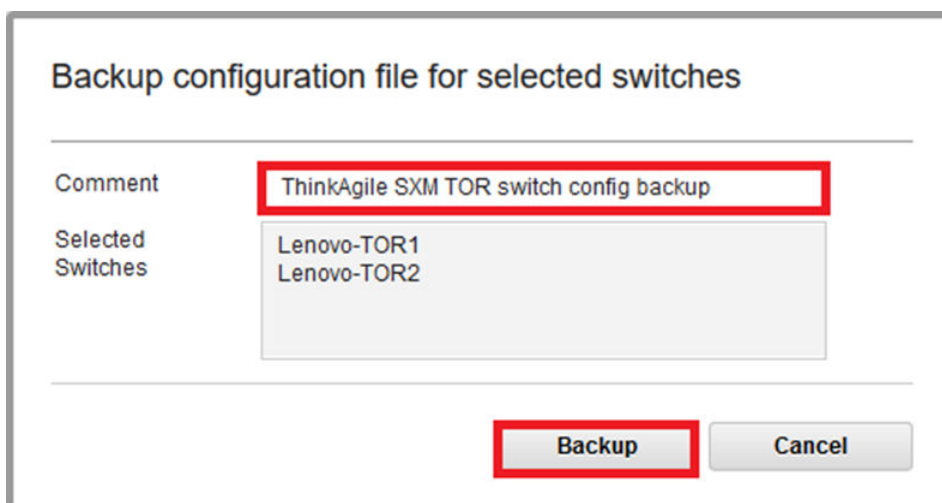 Backup configuration file for selected switches
Comment
ThinkAgile SXM TOR switch config backup
Selected
Switches
Lenovo-TOR1
Lenovo-TOR2
Backup
Cancel